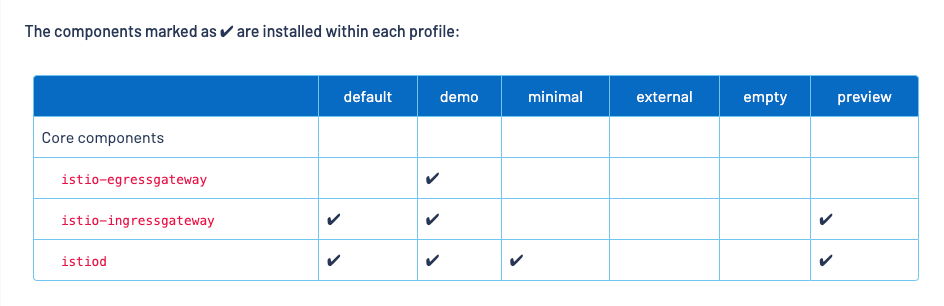 The components marked as ✔ are installed within each profile:
default demo minimal external empty preview
Core components
istio-egressgateway ✔
istio-ingressgateway ✔ ✔ ✔
istiod ✔ ✔ ✔ ✔